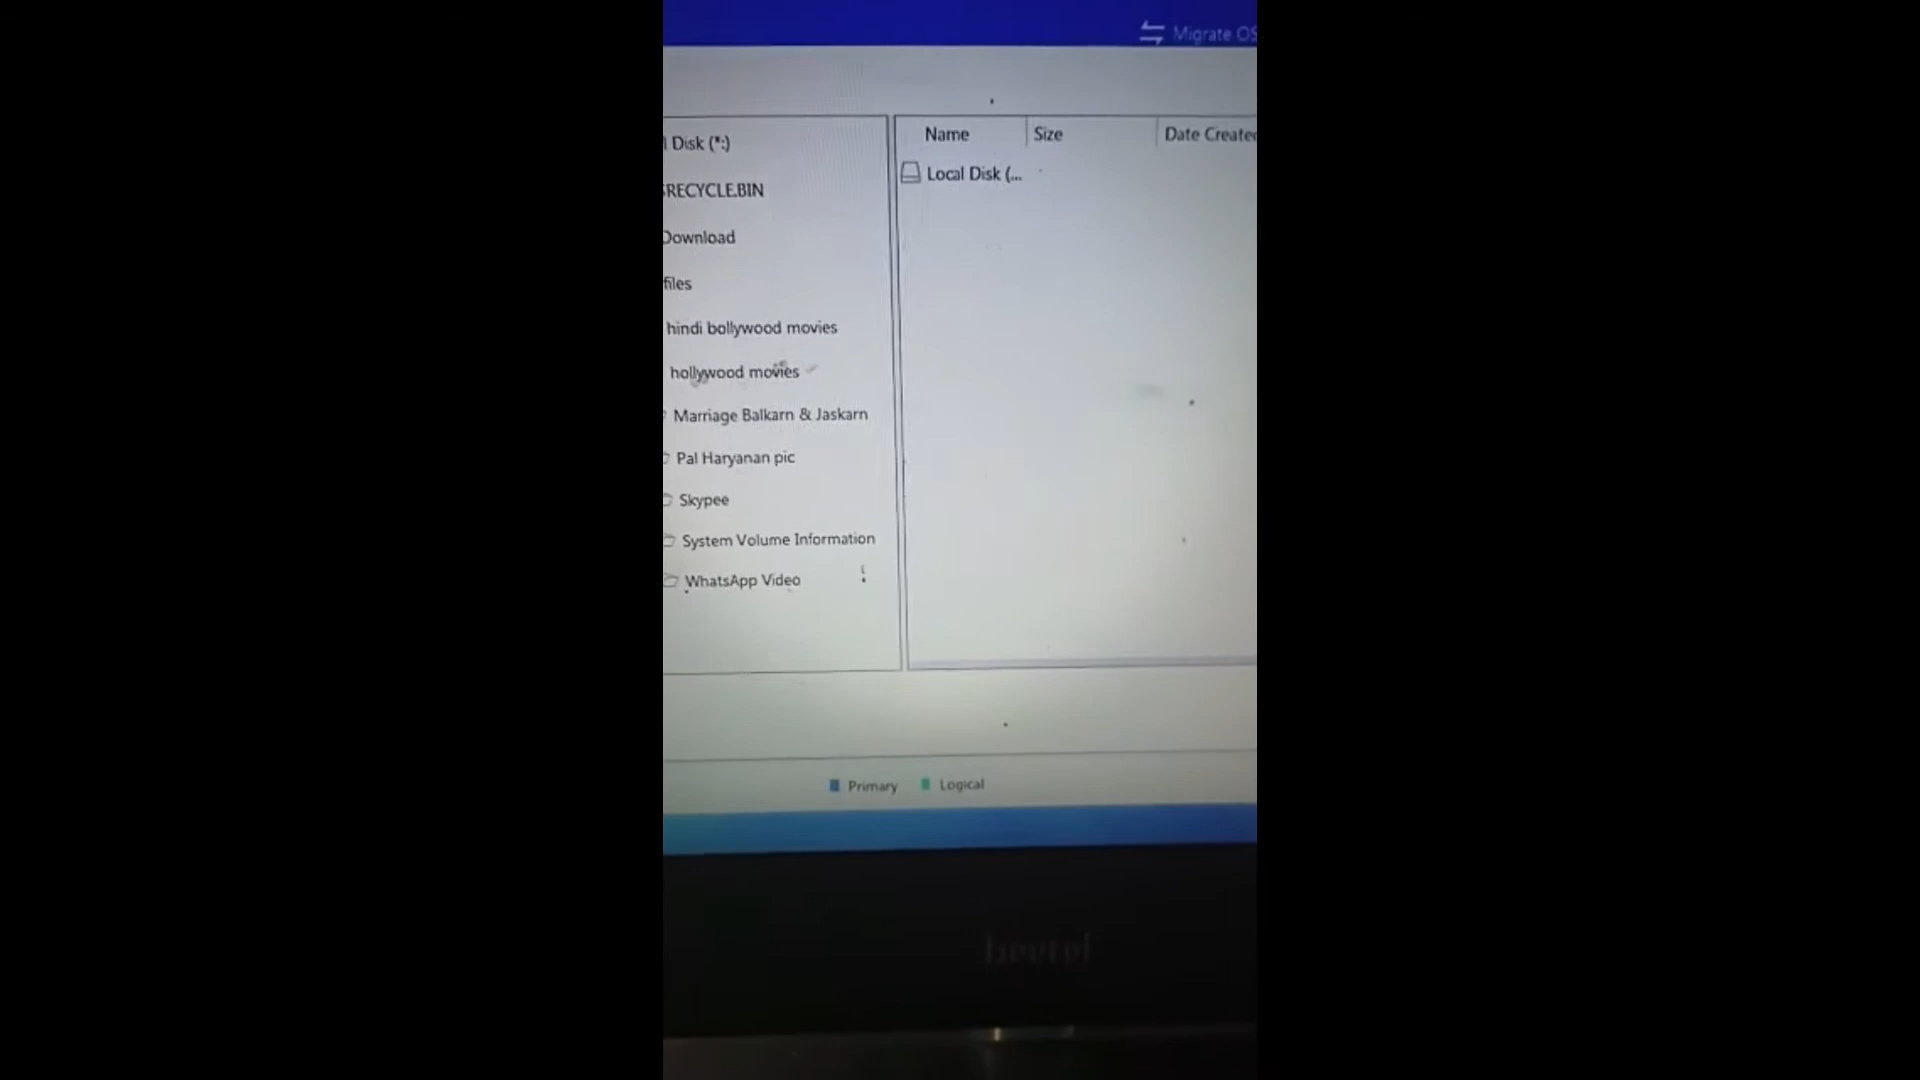 Migrate OS
Name Size Date Created
Disk (*:)
Local Disk (...
RECYCLE.BIN
Download
files
hindi bollywood movies
hollywood movies
Marriage Balkarn & Jaskarn
Pal Haryanan pic
Skypee
System Volume Information
WhatsApp Video
Primary Logical